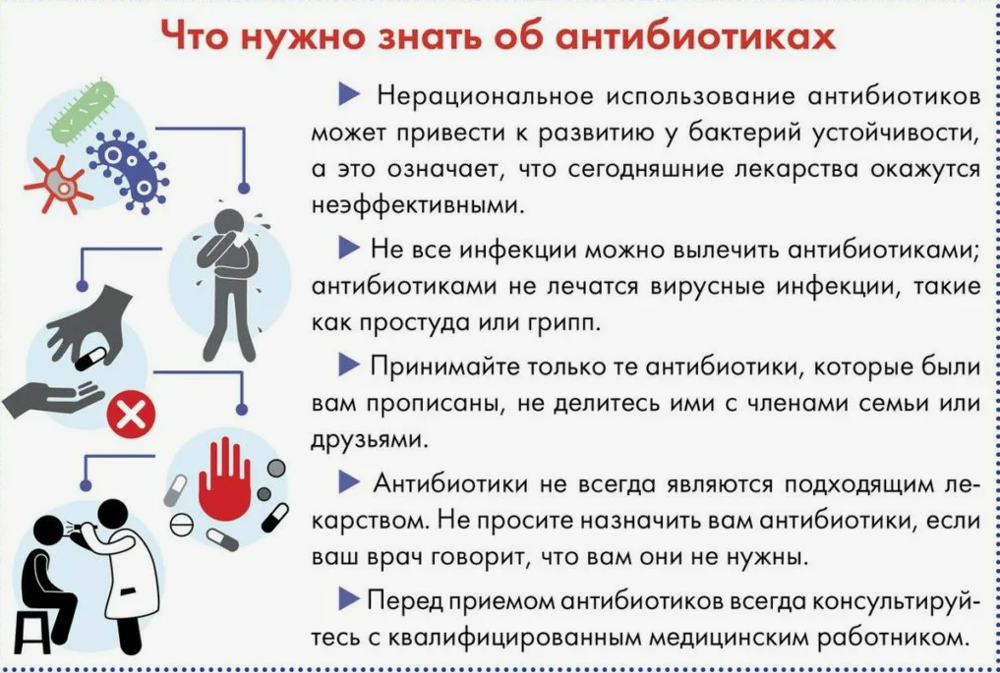 Что нужно знать об антибиотиках
Нерациональное использование антибиотиков
может привести к развитию у бактерий устойчивости,
а это означает, что сегодняшние лекарства окажутся
неэффективными.
Не все инфекции можно вылечить антибиотиками;
антибиотиками не лечатся вирусные инфекции, такие
как простуда или грипп.
Принимайте только те антибиотики, которые были
вам прописаны, не делитесь ими с членами семьи или
друзьями.
Антибиотики не всегда являются подходящим ле-
карством. Не просите назначить вам антибиотики, если
ваш врач говорит, что вам они не нужны.
Перед приемом антибиотиков всегда консультируй-
тесь с квалифицированным медицинским работником.